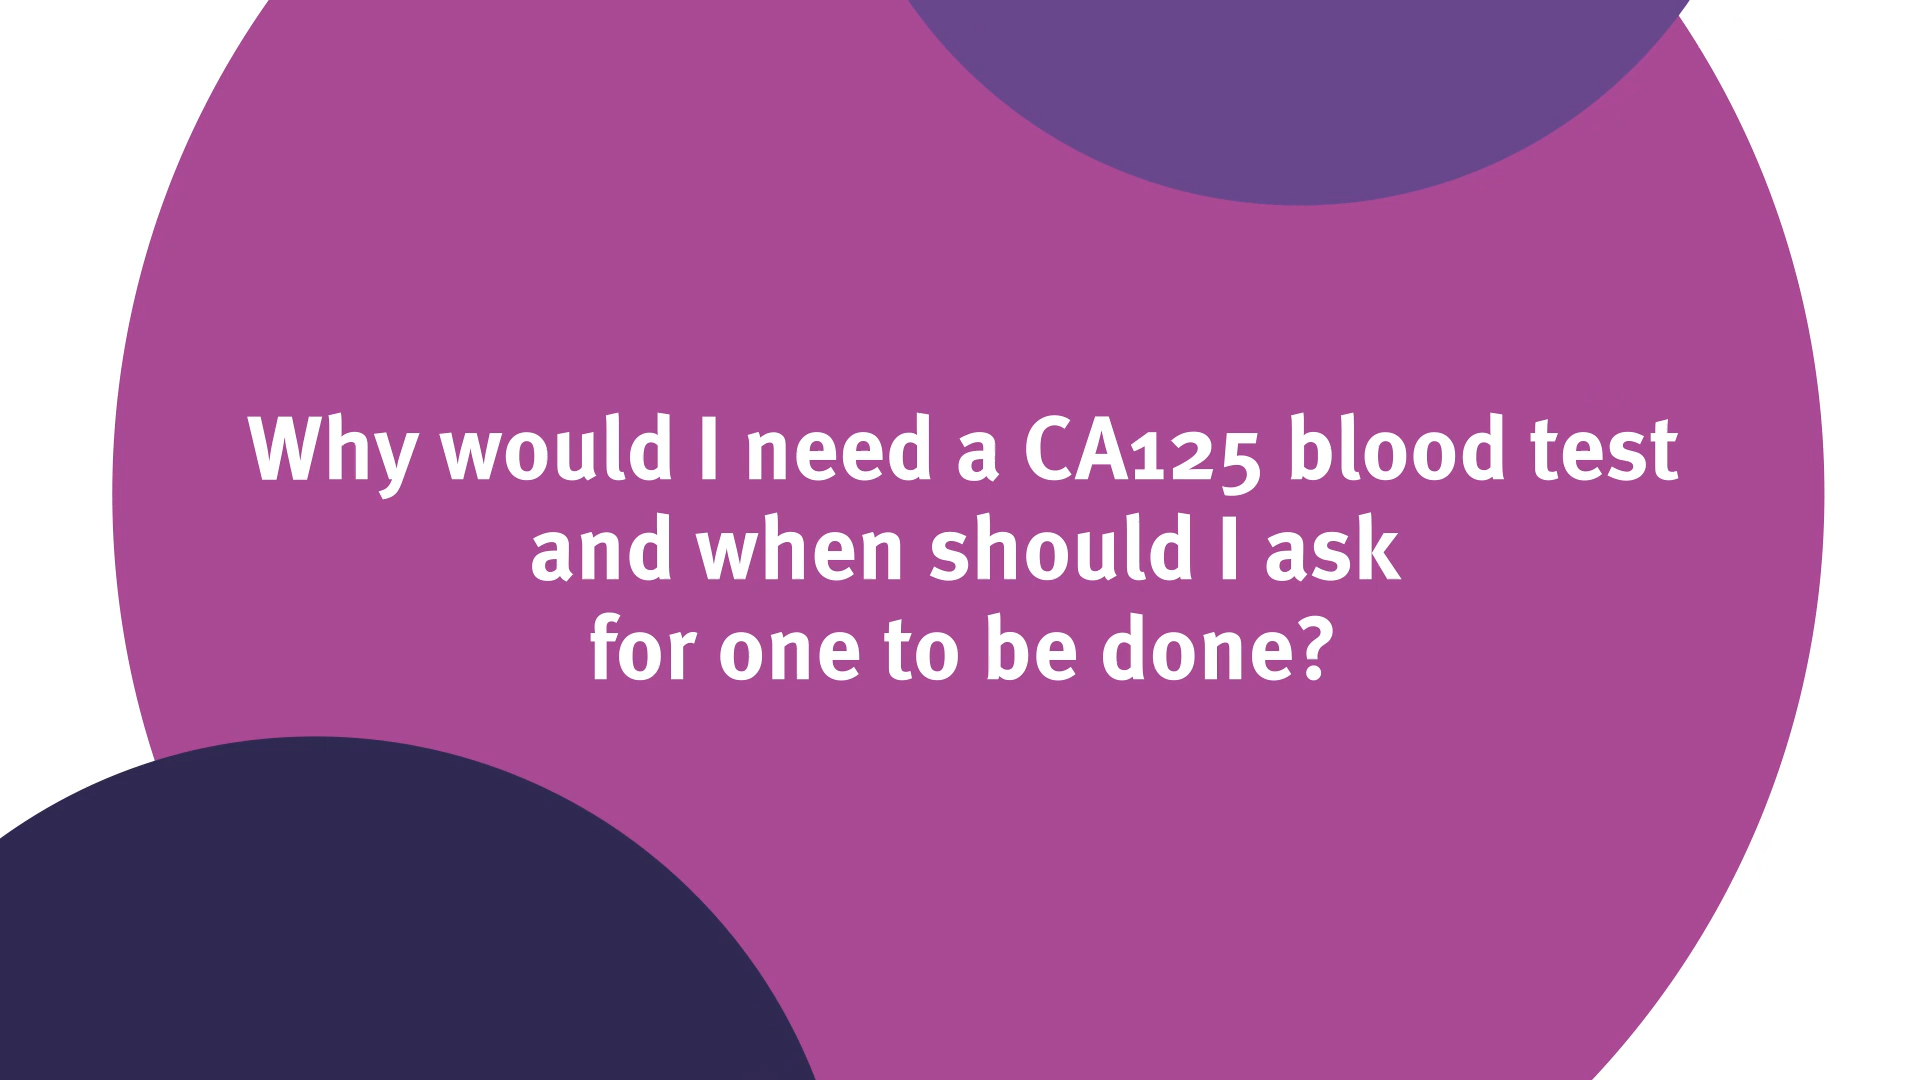 Why would I need a CA125 blood test
and when should I ask
for one to be done?